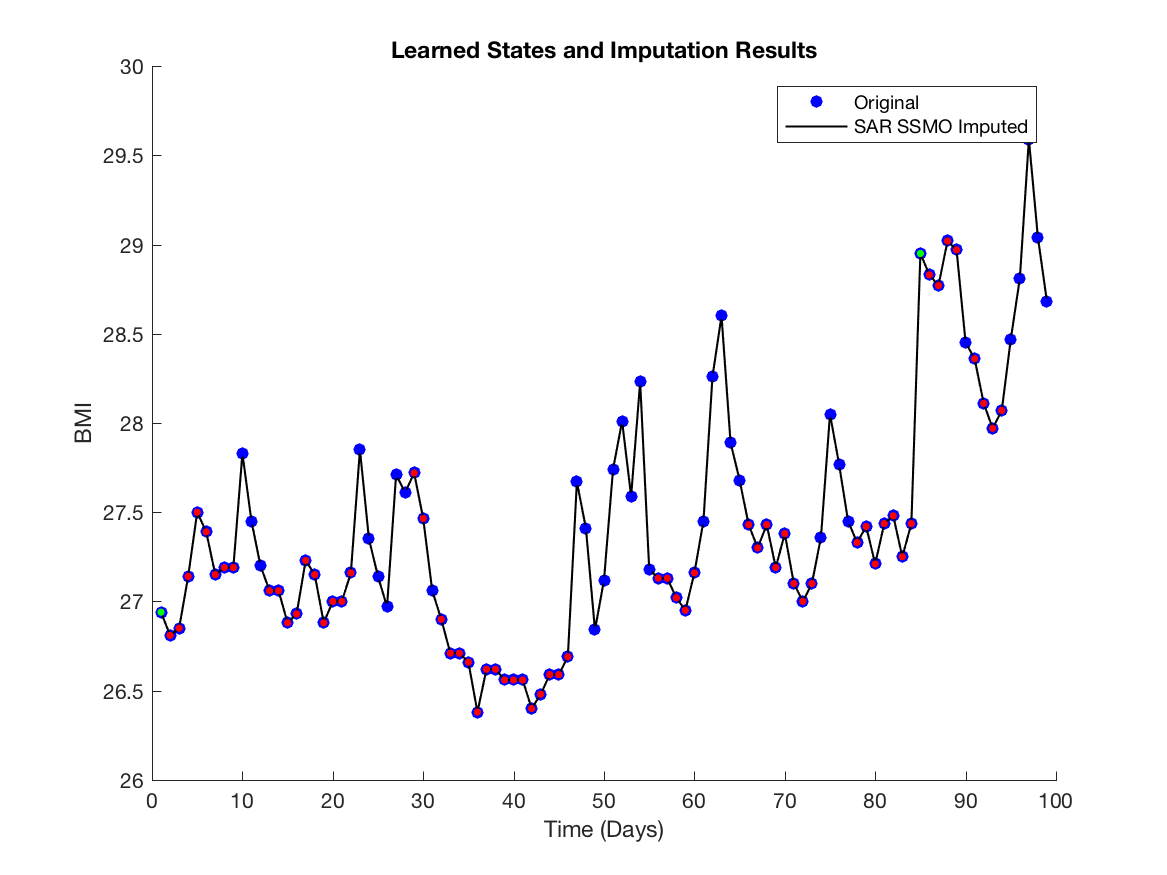 Learned States and Imputation Results
Original
SAR SSMO Imputed
BMI
30
29.5
29
28.5
28
27.5
27
26.5
26
0 10 20 30 40 50 60 70 80 90 100
Time (Days)